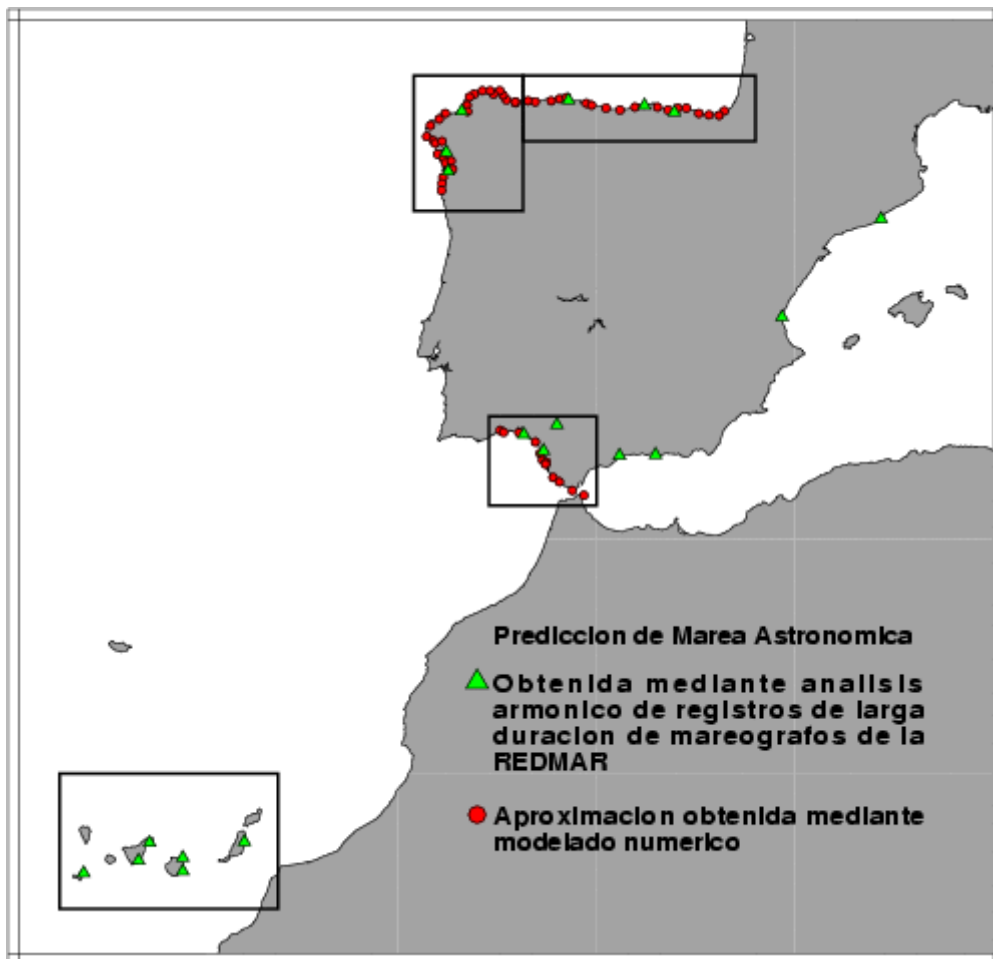 Prediccion de Marea Astronomica
Obtenida mediante analisis
armonico de registros de larga
duracion de mareografos de la
REDMAR
Aproximacion obtenida mediante
modelado numerico